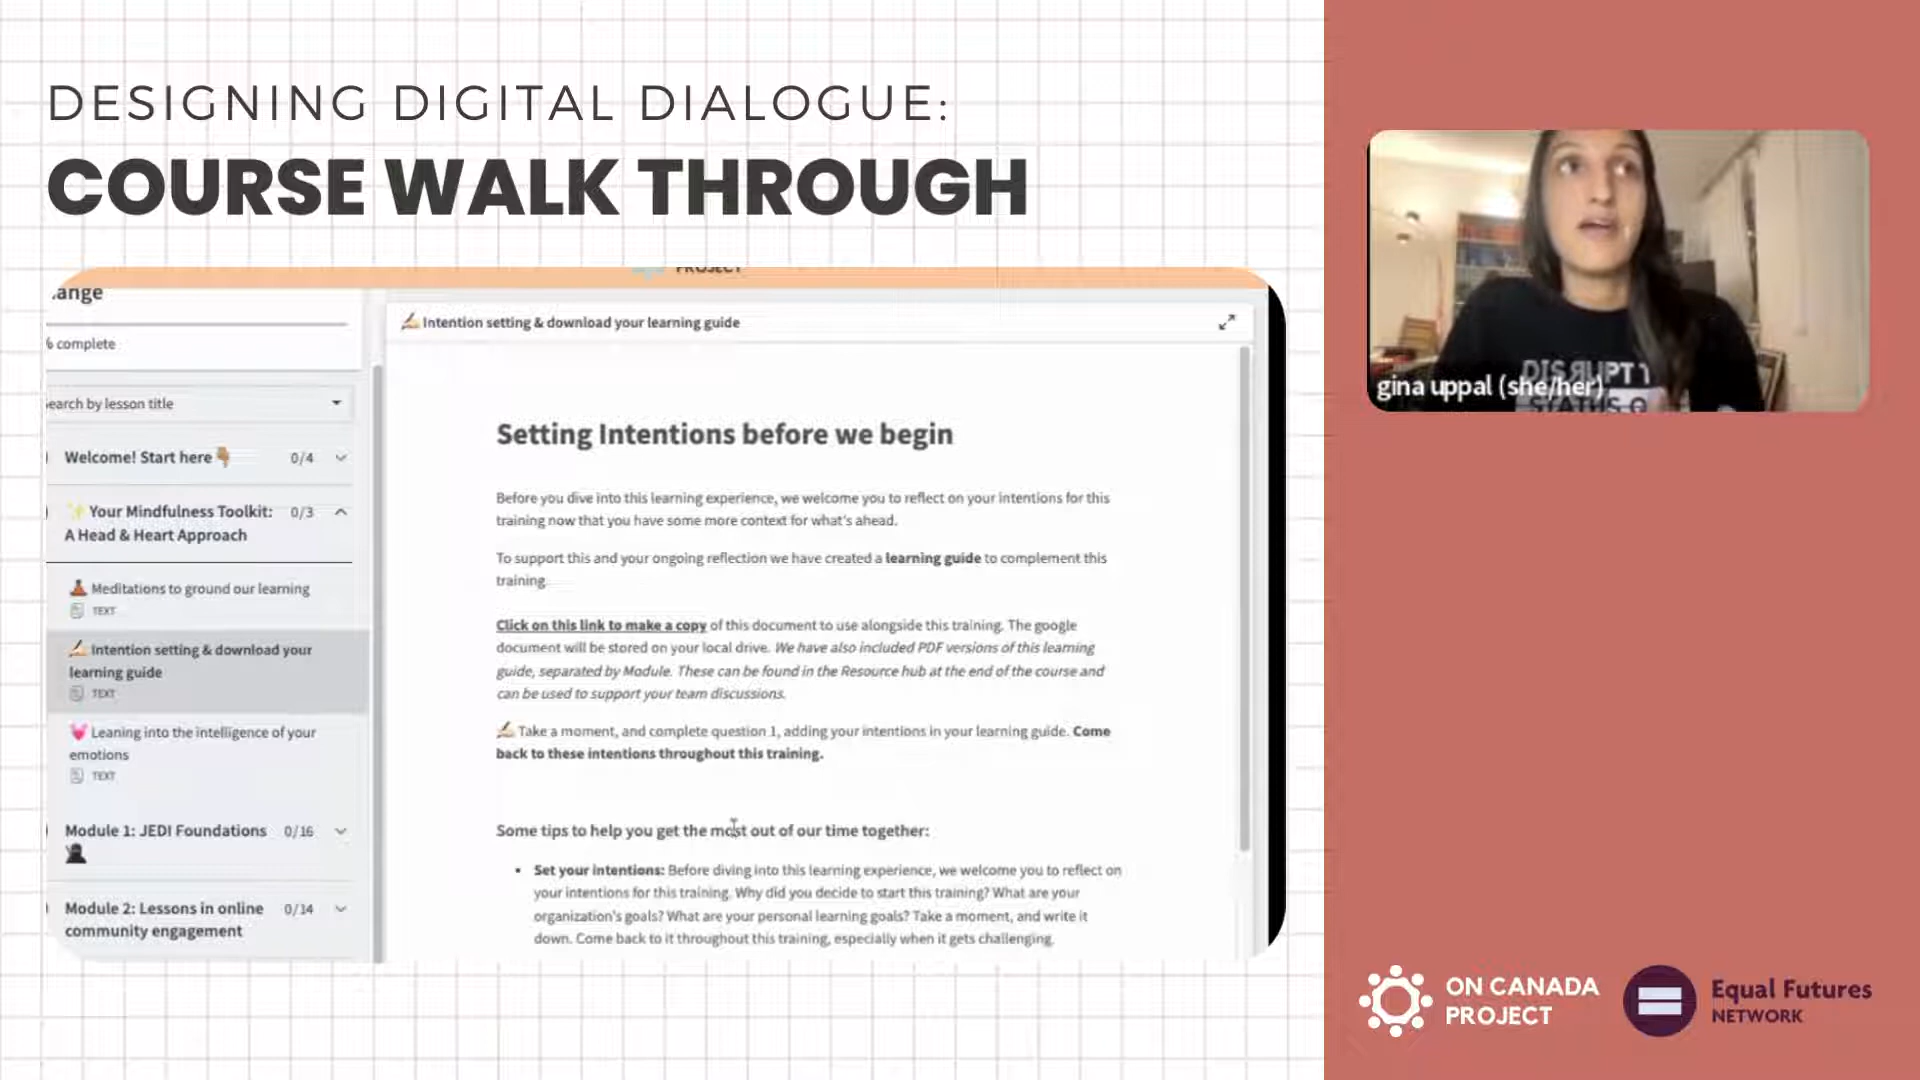 DESIGNING DIGITAL DIALOGUE:
COURSE WALK THROUGH
PROJECT
ange
% complete
Search by lesson title
Welcome! Start here 0/4
Your Mindfulness Toolkit: 0/3
A Head & Heart Approach
Meditations to ground our learning
TEXT
Intention setting & download your
learning guide
TEXT
Leaning into the intelligence of your
emotions
TEXT
Module 1: JEDI Foundations 0/16
Module 2: Lessons in online 0/14
community engagement
Intention setting & download your learning guide
Setting Intentions before we begin
Before you dive into this learning experience, we welcome you to reflect on your intentions for this
training now that you have some more context for what's ahead.
To support this and your ongoing reflection we have created a learning guide to complement this
training.
Click on this link to make a copy of this document to use alongside this training. The google
document will be stored on your local drive. We have also included PDF versions of this learning
guide, separated by Module. These can be found in the Resource hub at the end of the course and
can be used to support your team discussions.
Take a moment, and complete question 1, adding your intentions in your learning guide. Come
back to these intentions throughout this training.
Some tips to help you get the most out of our time together:
• Set your intentions: Before diving into this learning experience, we welcome you to reflect on
your intentions for this training. Why did you decide to start this training? What are your
organization's goals? What are your personal learning goals? Take a moment, and write it
down. Come back to it throughout this training, especially when it gets challenging.
gina uppal (she/her)
ON CANADA
PROJECT
Equal Futures
NETWORK